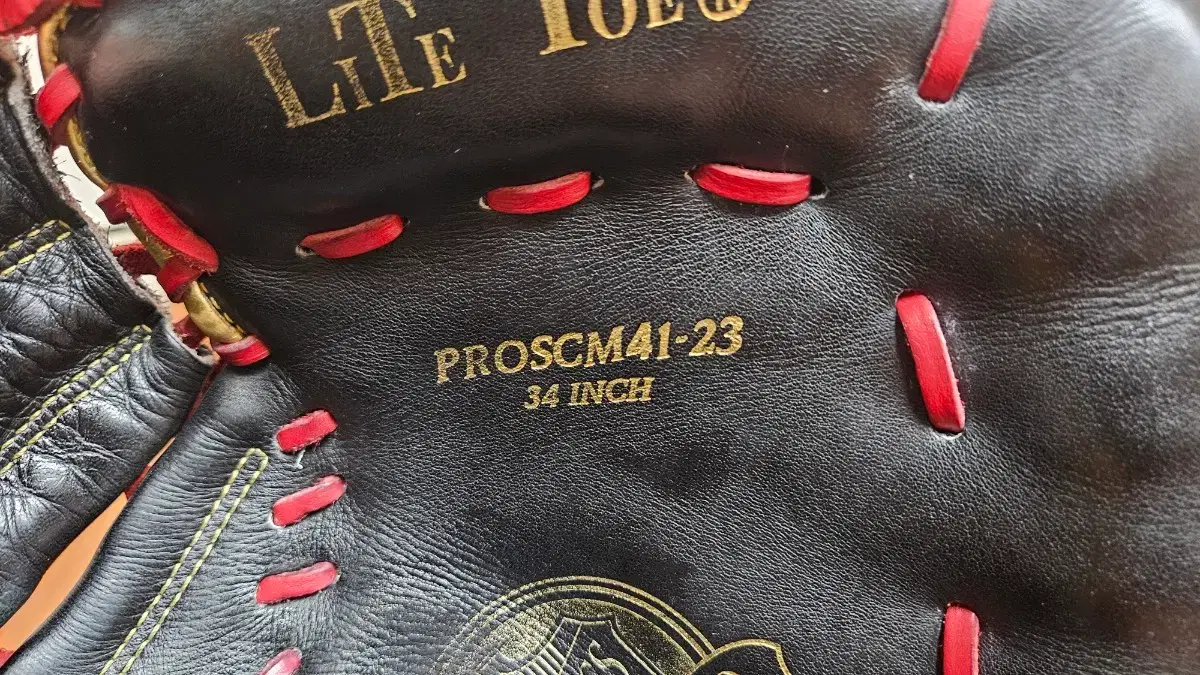 LiTE TOE®
PROSCM41-23
34 INCH